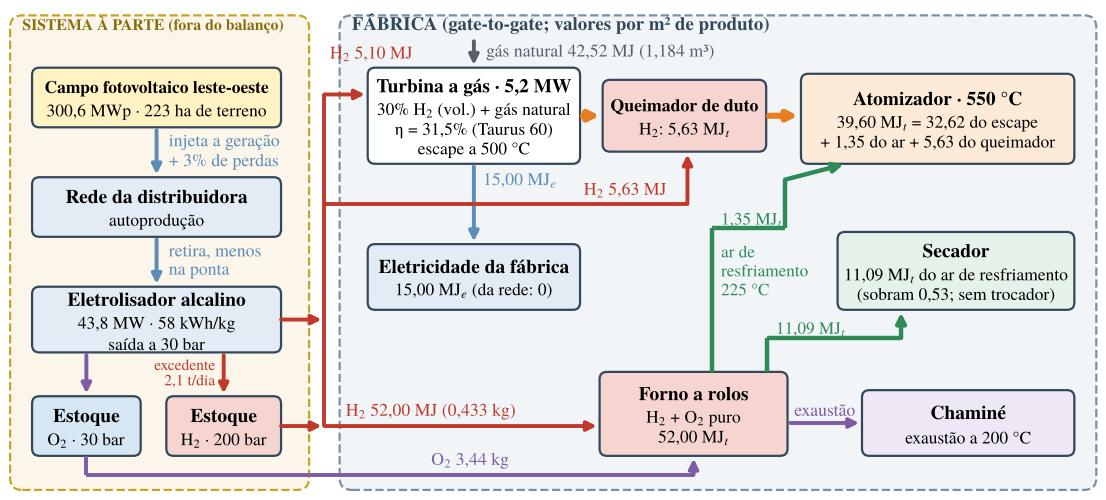 SISTEMA À PARTE (fora do balanço)
Campo fotovoltaico leste-oeste
300,6 MWp · 223 ha de terreno
injeta a geração
+ 3% de perdas
Rede da distribuidora
autoprodução
retira, menos
na ponta
Eletrolisador alcalino
43,8 MW · 58 kWh/kg
saída a 30 bar
excedente
2,1 t/dia
Estoque
O₂ · 30 bar
Estoque
H₂ · 200 bar
FÁBRICA (gate-to-gate; valores por m² de produto)
H₂ 5,10 MJ
gás natural 42,52 MJ (1,184 m³)
Turbina a gás · 5,2 MW
30% H₂ (vol.) + gás natural
η = 31,5% (Taurus 60)
escape a 500 °C
Queimador de duto
H₂: 5,63 MJₜ
Atomizador · 550 °C
39,60 MJₜ = 32,62 do escape
+ 1,35 do ar + 5,63 do queimador
15,00 MJₑ
H₂ 5,63 MJ
Eletricidade da fábrica
15,00 MJₑ (da rede: 0)
1,35 MJₜ
ar de
resfriamento
225 °C
Secador
11,09 MJₜ do ar de resfriamento
(sobram 0,53; sem trocador)
11,09 MJₜ
H₂ 52,00 MJ (0,433 kg)
Forno a rolos
H₂ + O₂ puro
52,00 MJₜ
exaustão
Chaminé
exaustão a 200 °C
O₂ 3,44 kg